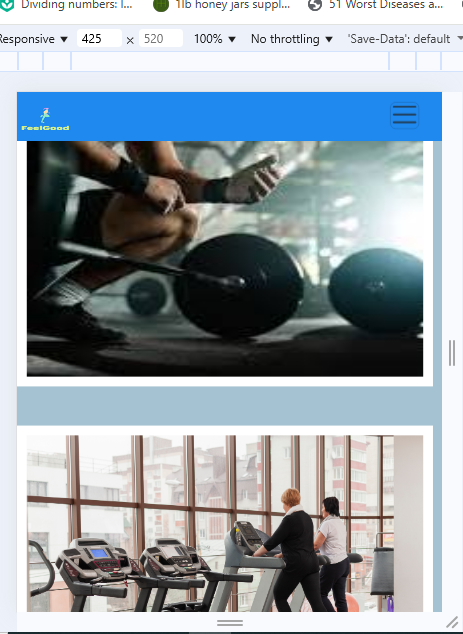 Dividing numbers: I...
1lb honey jars suppl...
51 Worst Diseases a...
Responsive ▼ 425 × 520 100% ▼ No throttling ▼ 'Save-Data': default ▼
FeelGood